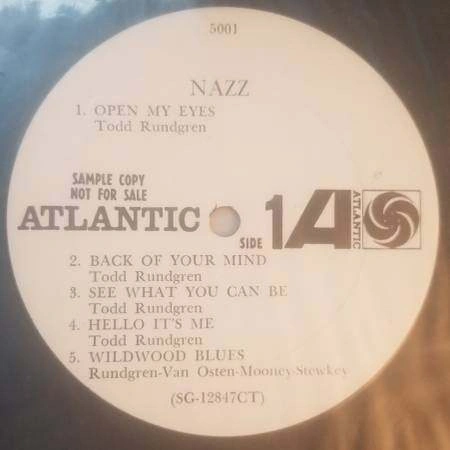 5001
NAZZ
1. OPEN MY EYES
Todd Rundgren
SAMPLE COPY
NOT FOR SALE
ATLANTIC
SIDE 1
A ATLANTIC
2. BACK OF YOUR MIND
Todd Rundgren
3. SEE WHAT YOU CAN BE
Todd Rundgren
4. HELLO IT'S ME
Todd Rundgren
5. WILDWOOD BLUES
Rundgren-Van Osten-Mooney-Stewkey
(SG-12847CT)